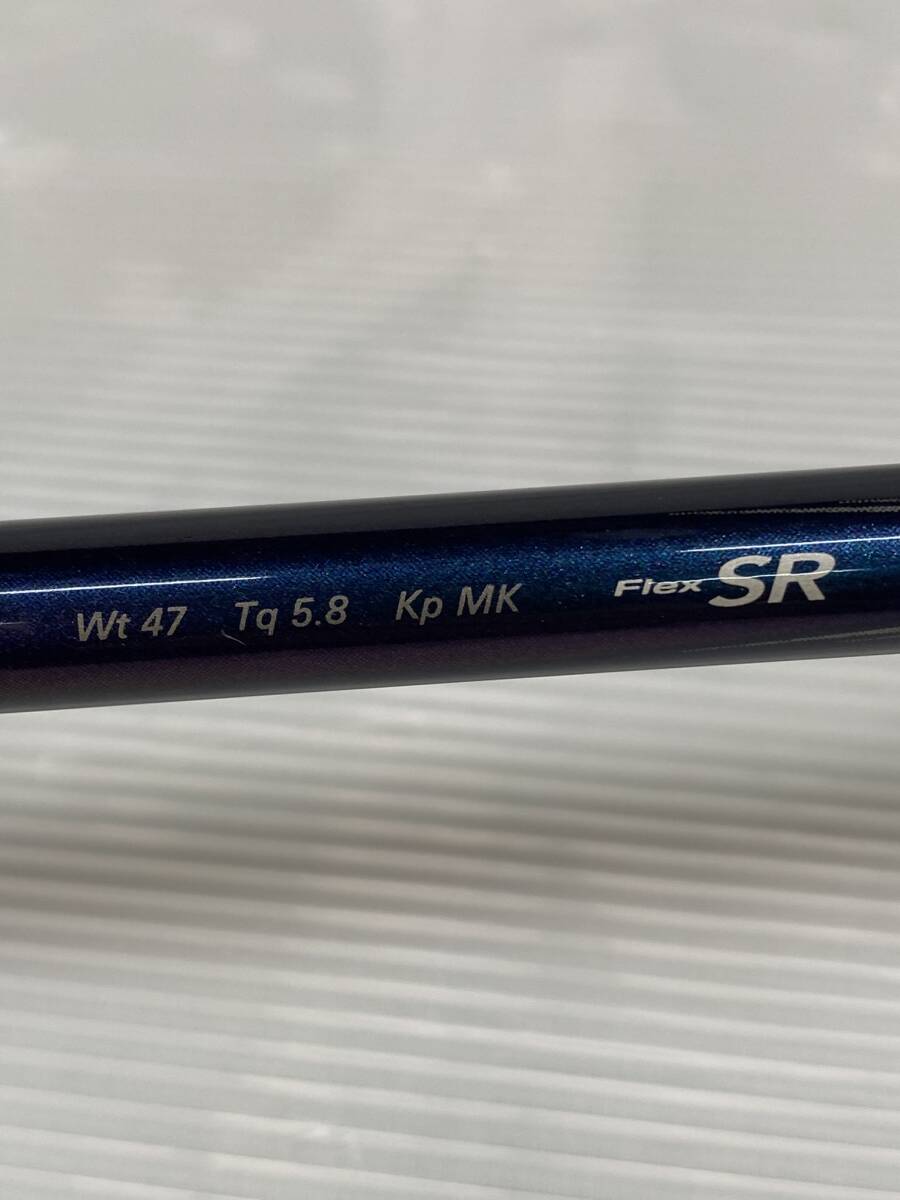 Wt 47 Tq 5.8 Kp MK Flex SR